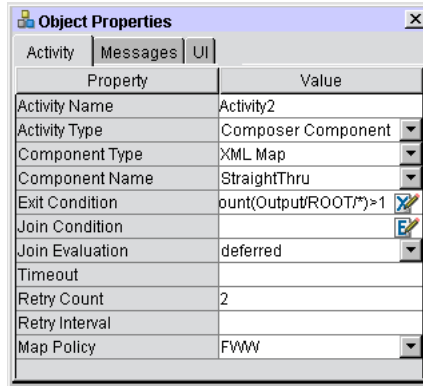 Object Properties
Activity Messages UI
Property Value
Activity Name Activity2
Activity Type Composer Component
Component Type XML Map
Component Name StraightThru
Exit Condition ount(Output/ROOT/*)>1
Join Condition
Join Evaluation deferred
Timeout
Retry Count 2
Retry Interval
Map Policy FWW